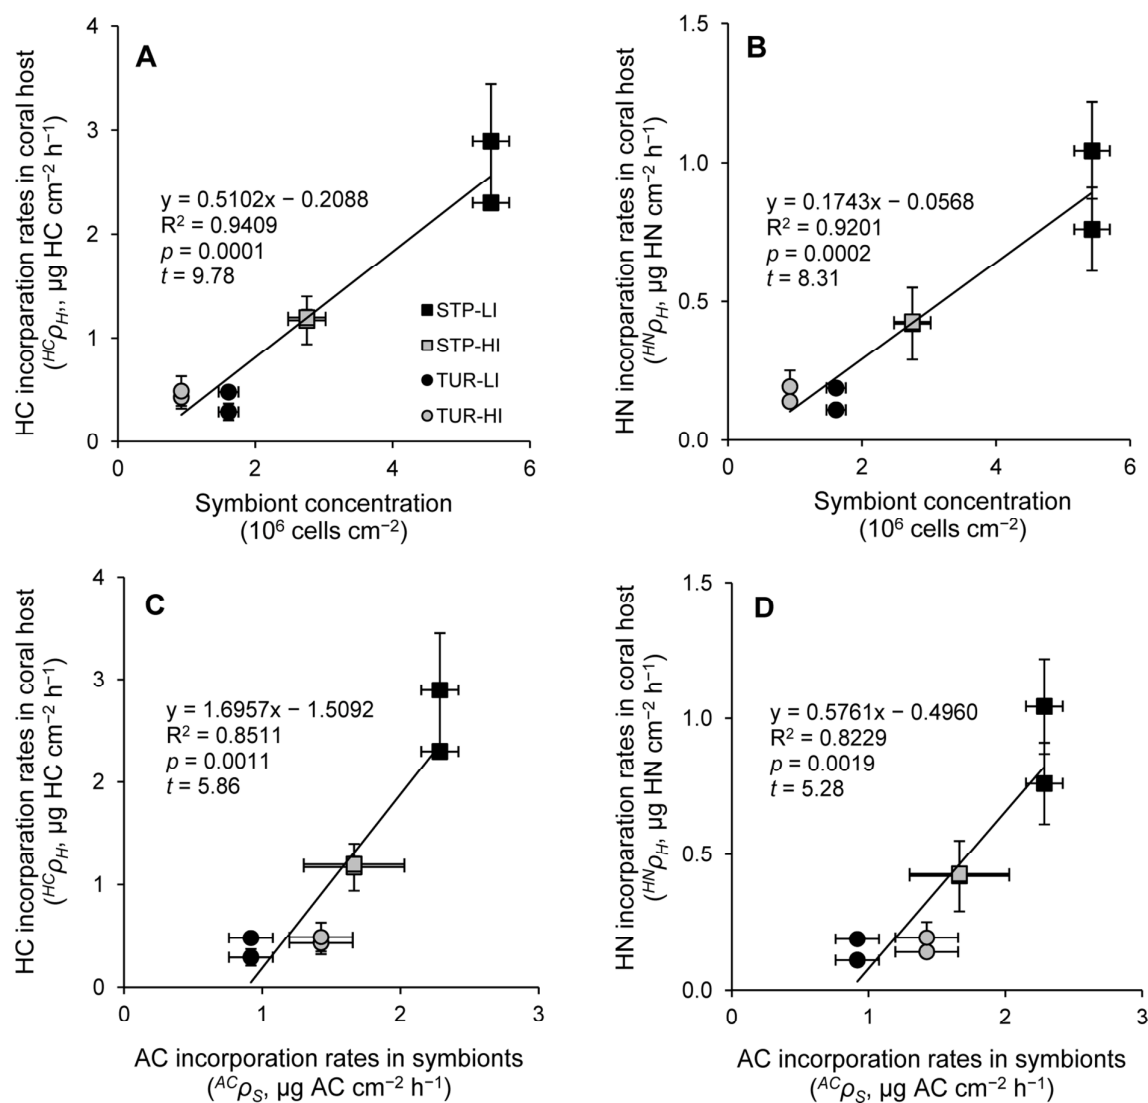 A
HC incorparation rates in coral host
(ᴴᶜρ_H, , µg HC cm⁻² h⁻¹)
4
3
2
1
0
y = 0.5102x − 0.2088
R² = 0.9409
p = 0.0001
t = 9.78
STP-LI
STP-HI
TUR-LI
TUR-HI
0 2 4 6
Symbiont concentration
(10⁶ cells cm⁻²)
B
HN incorparation rates in coral host
(ᴴᴺρ_H, µg HN cm⁻² h⁻¹)
1.5
1.0
0.5
0.0
y = 0.1743x − 0.0568
R² = 0.9201
p = 0.0002
t = 8.31
0 2 4 6
Symbiont concentration
(10⁶ cells cm⁻²)
C
HC incorparation rates in coral host
(ᴴᶜρ_H, µg HC cm⁻² h⁻¹)
4
3
2
1
0
y = 1.6957x − 1.5092
R² = 0.8511
p = 0.0011
t = 5.86
0 1 2 3
AC incorporation rates in symbionts
(ᴬᶜρ_S, µg AC cm⁻² h⁻¹)
D
HN incorparation rates in coral host
(ᴴᴺρ_H, µg HN cm⁻² h⁻¹)
1.5
1.0
0.5
0.0
y = 0.5761x − 0.4960
R² = 0.8229
p = 0.0019
t = 5.28
0 1 2 3
AC incorporation rates in symbionts
(ᴬᶜρ_S, µg AC cm⁻² h⁻¹)